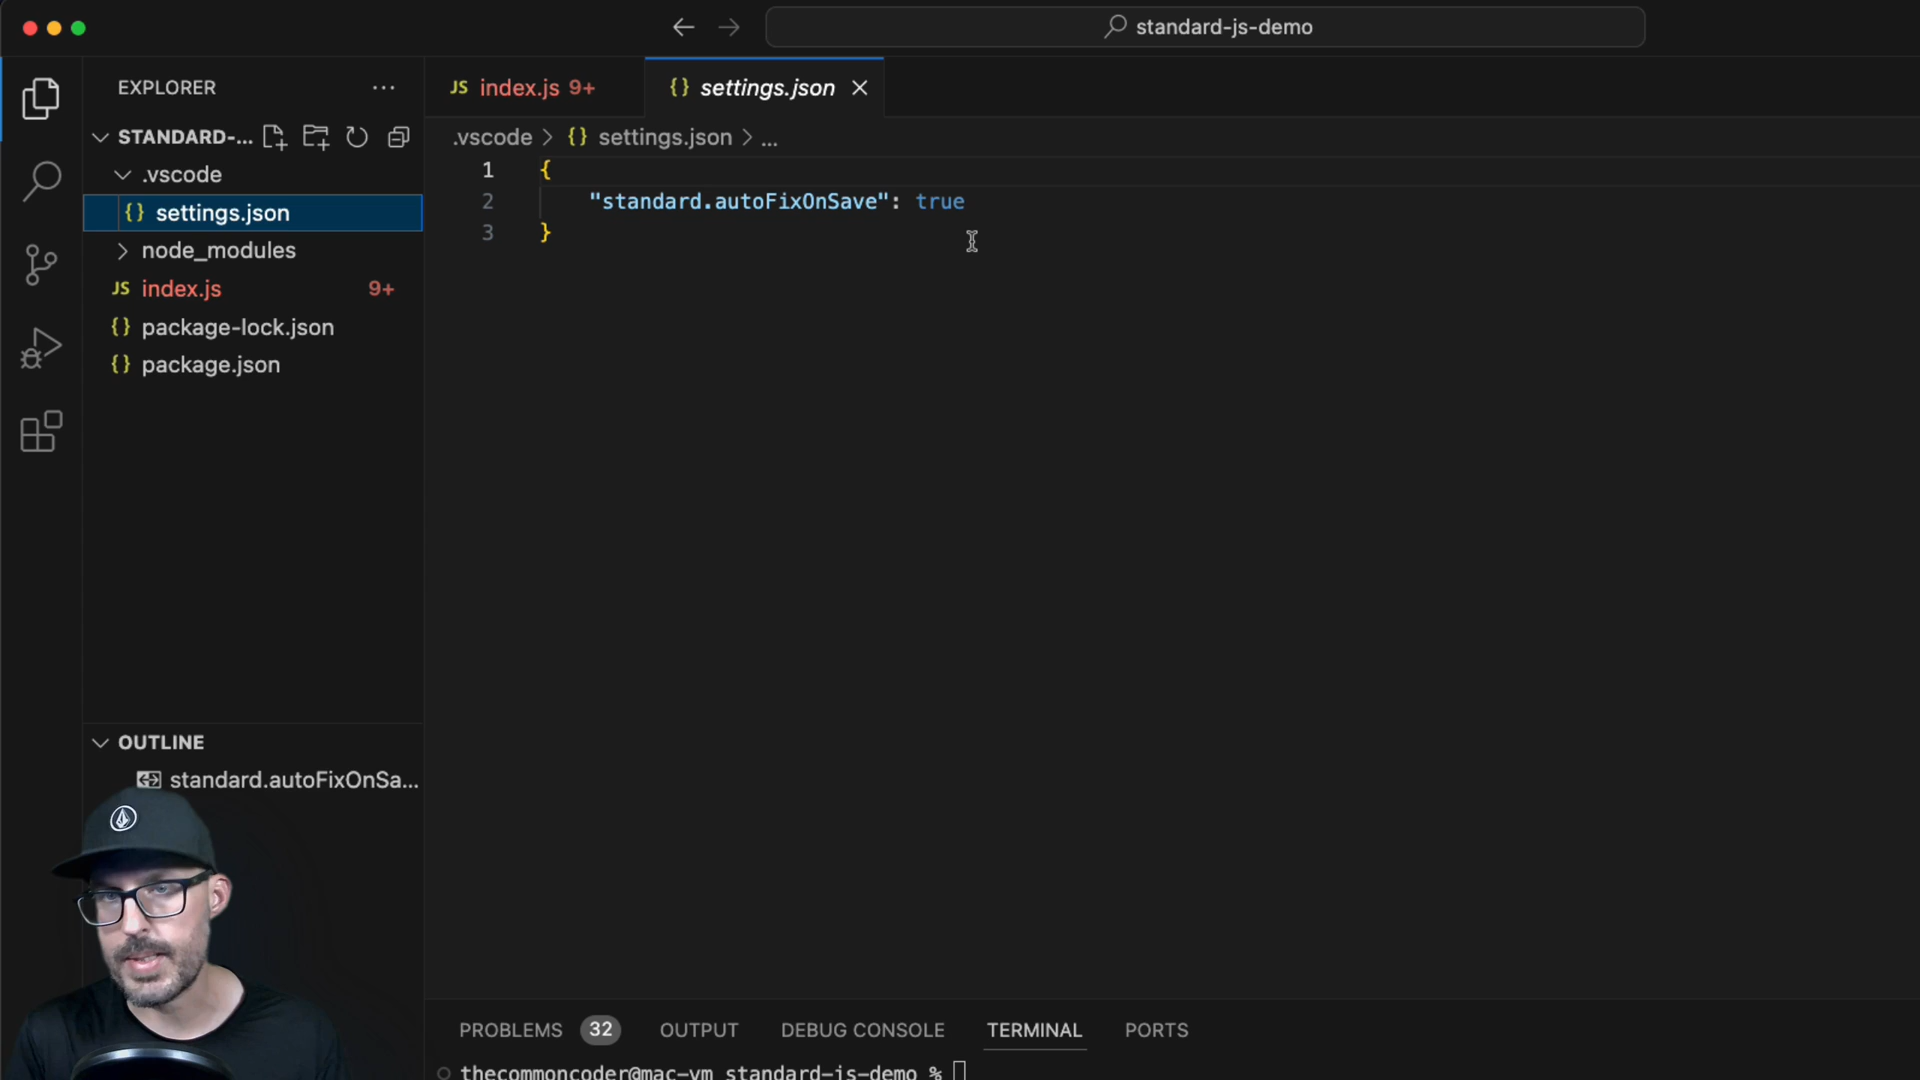 standard-js-demo
EXPLORER
JS index.js 9+
{} settings.json
STANDARD-...
.vscode > {} settings.json > ...
.vscode
{} settings.json
node_modules
JS index.js 9+
{} package-lock.json
{} package.json
1 {
2 "standard.autoFixOnSave": true
3 }
OUTLINE
standard.autoFixOnSa...
PROBLEMS 32 OUTPUT DEBUG CONSOLE TERMINAL PORTS
thecommoncoder@mac-vm standard-js-demo %